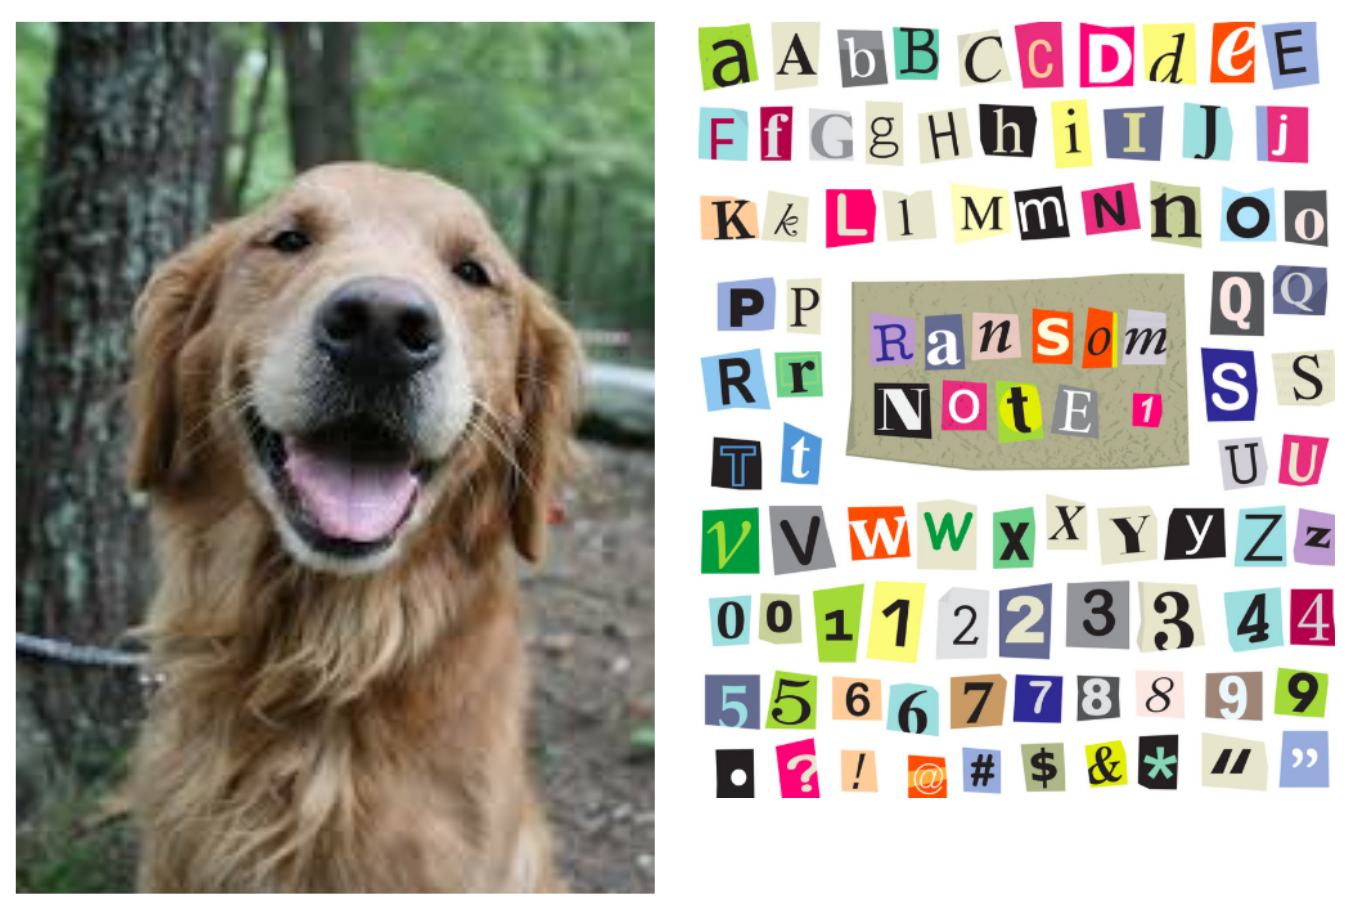 a A b B C c D d e E
F f G g H h i I J j
K k L l M m N N n o o
P P Q Q
Ransom
R r S S
NOTE 1
T t U U
V V W W x X Y y Z z
0 0 1 1 2 2 3 3 4 4
5 5 6 6 7 7 8 8 9 9
• ? ! @ # $ & * " ”